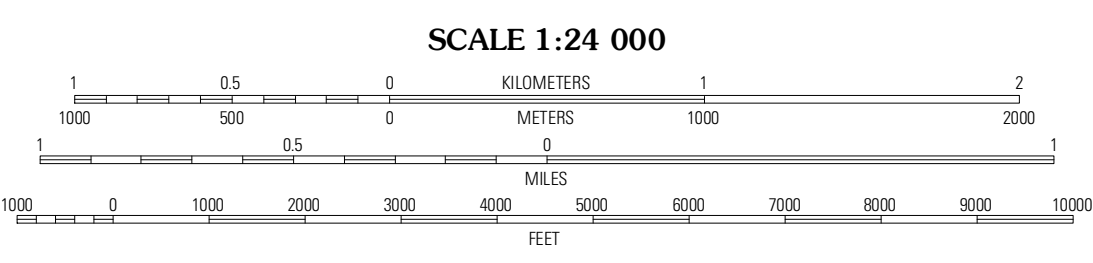 SCALE 1:24 000
1 0.5 0 KILOMETERS 1 2
1000 500 0 METERS 1000 2000
1 0.5 0 1
MILES
1000 0 1000 2000 3000 4000 5000 6000 7000 8000 9000 10000
FEET